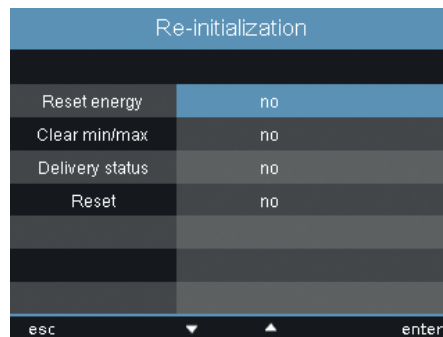 Re-initialization
Reset energy no
Clear min/max no
Delivery status no
Reset no
esc enter